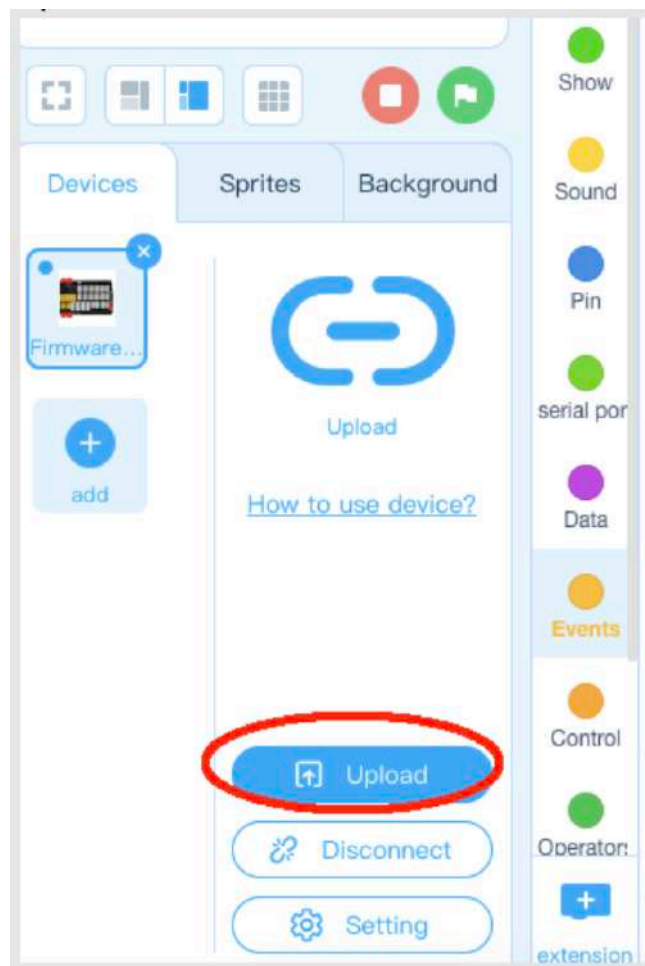 Show
Devices
Sprites
Background
Sound
Firmware...
Pin
Upload
serial por
add
How to use device?
Data
Events
Upload
Control
Disconnect
Operators
Setting
extension